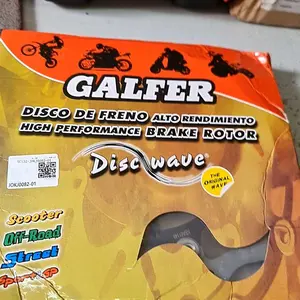 GALFER
DISCO DE FRENO ALTO RENDIMIENTO
HIGH PERFORMANCE BRAKE ROTOR
Disc wave®
THE
ORIGINAL
WAVE
Scooter
Off-Road
Street